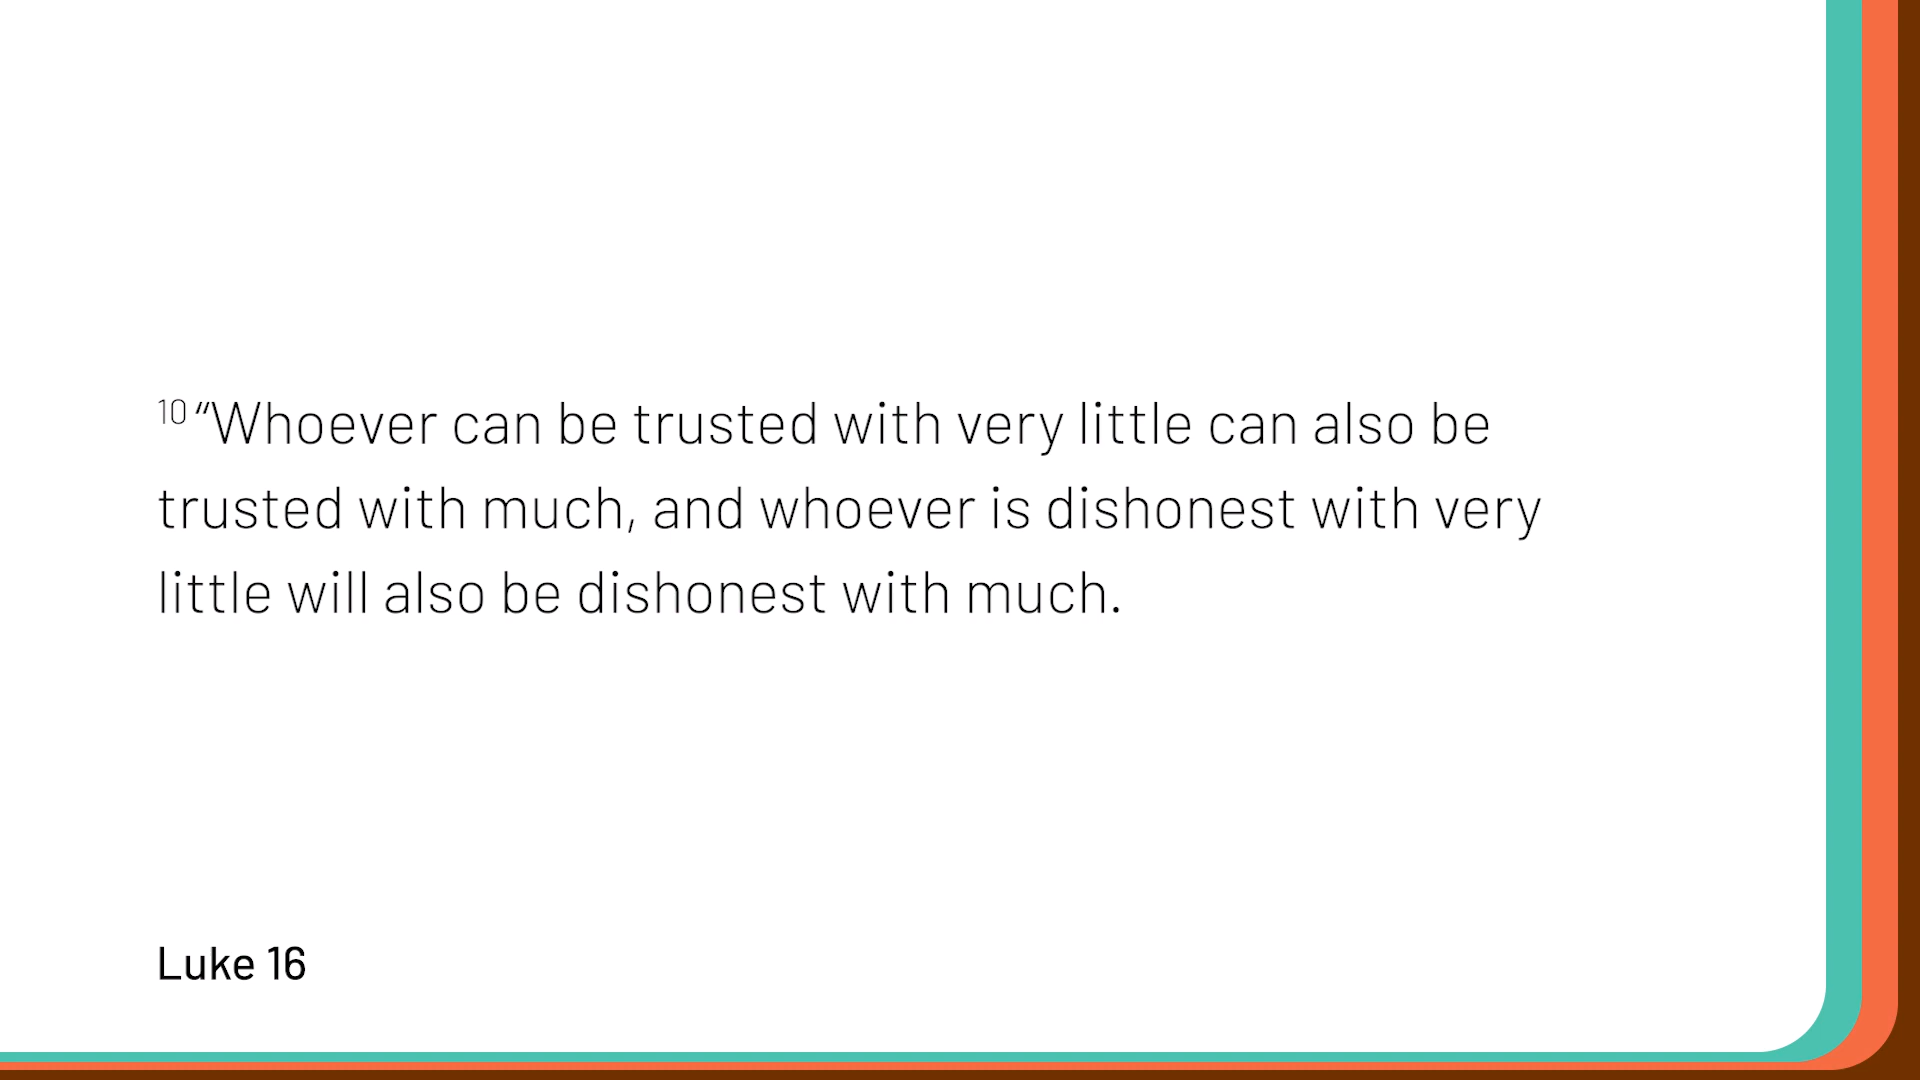 10 “Whoever can be trusted with very little can also be
trusted with much, and whoever is dishonest with very
little will also be dishonest with much.
Luke 16